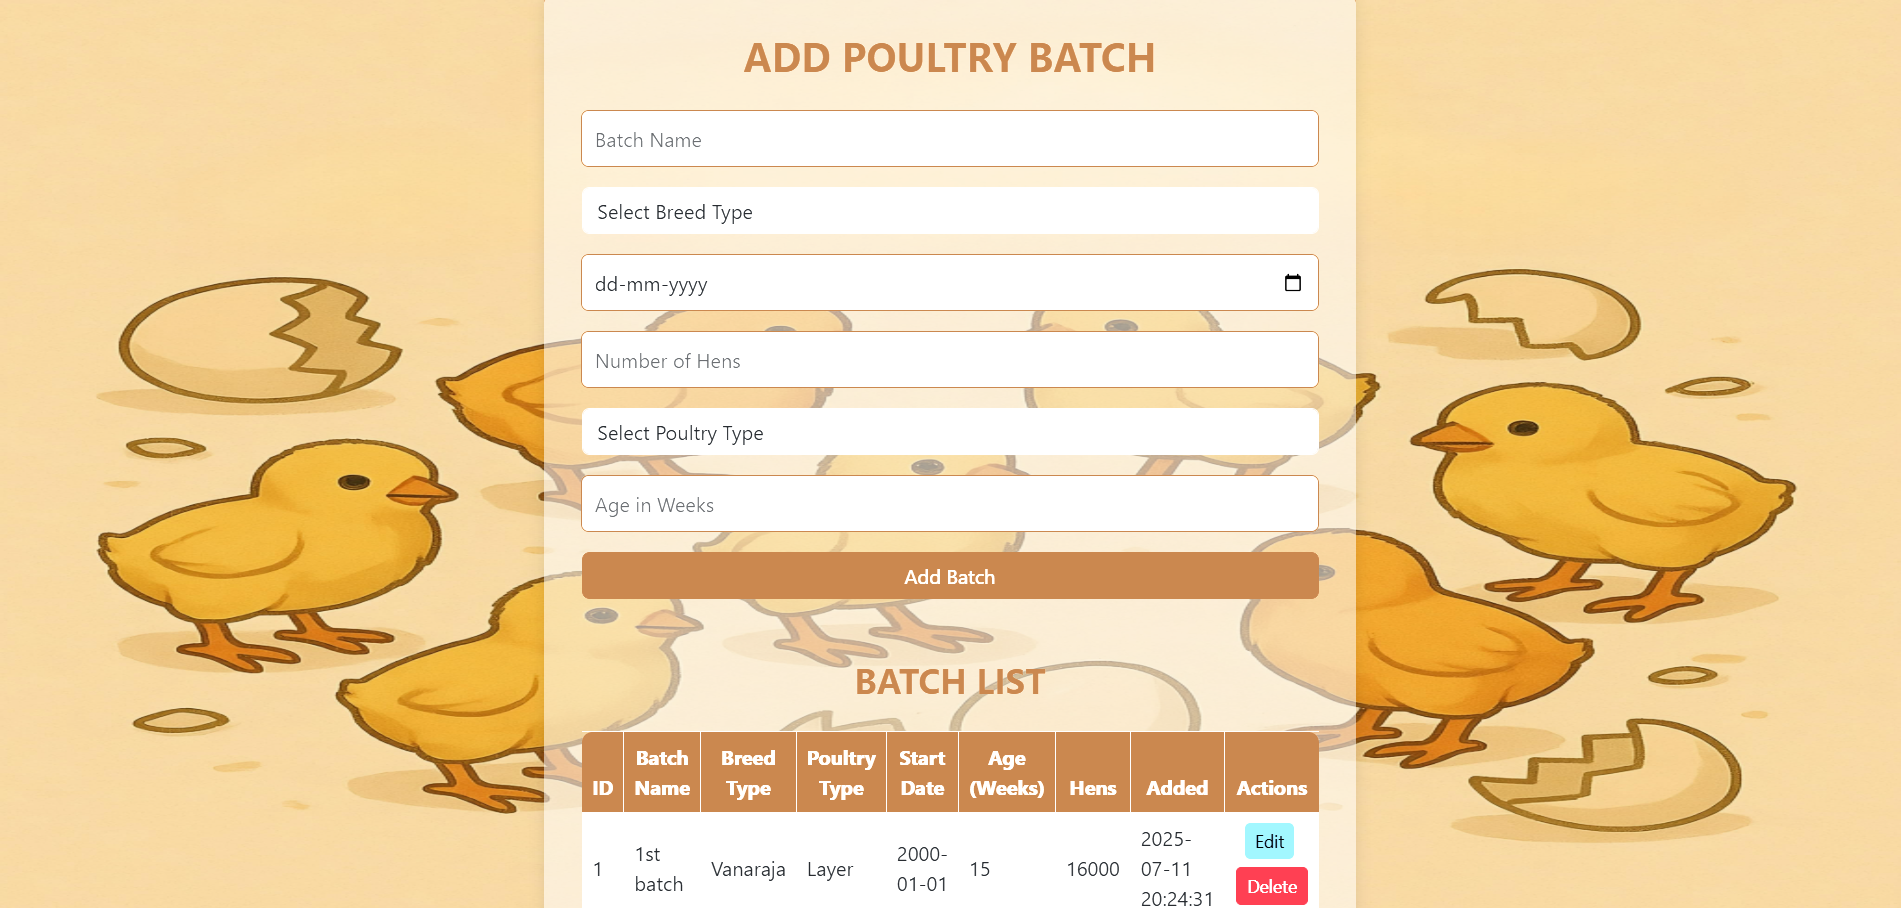 ADD POULTRY BATCH
Batch Name
Select Breed Type
dd-mm-yyyy
Number of Hens
Select Poultry Type
Age in Weeks
Add Batch
BATCH LIST
ID Batch Name Breed Type Poultry Type Start Date Age (Weeks) Hens Added Actions
1 1st batch Vanaraja Layer 2000-01-01 15 16000 2025-07-11 20:24:31 Edit Delete